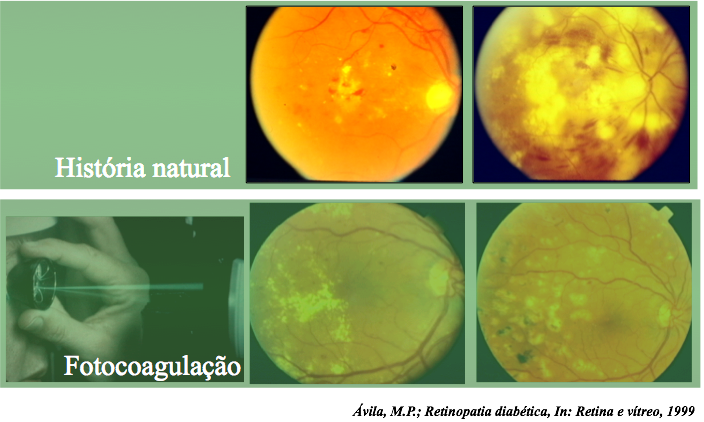 História natural
Fotocoagulação
Ávila, M.P.; Retinopatia diabética, In: Retina e vítreo, 1999